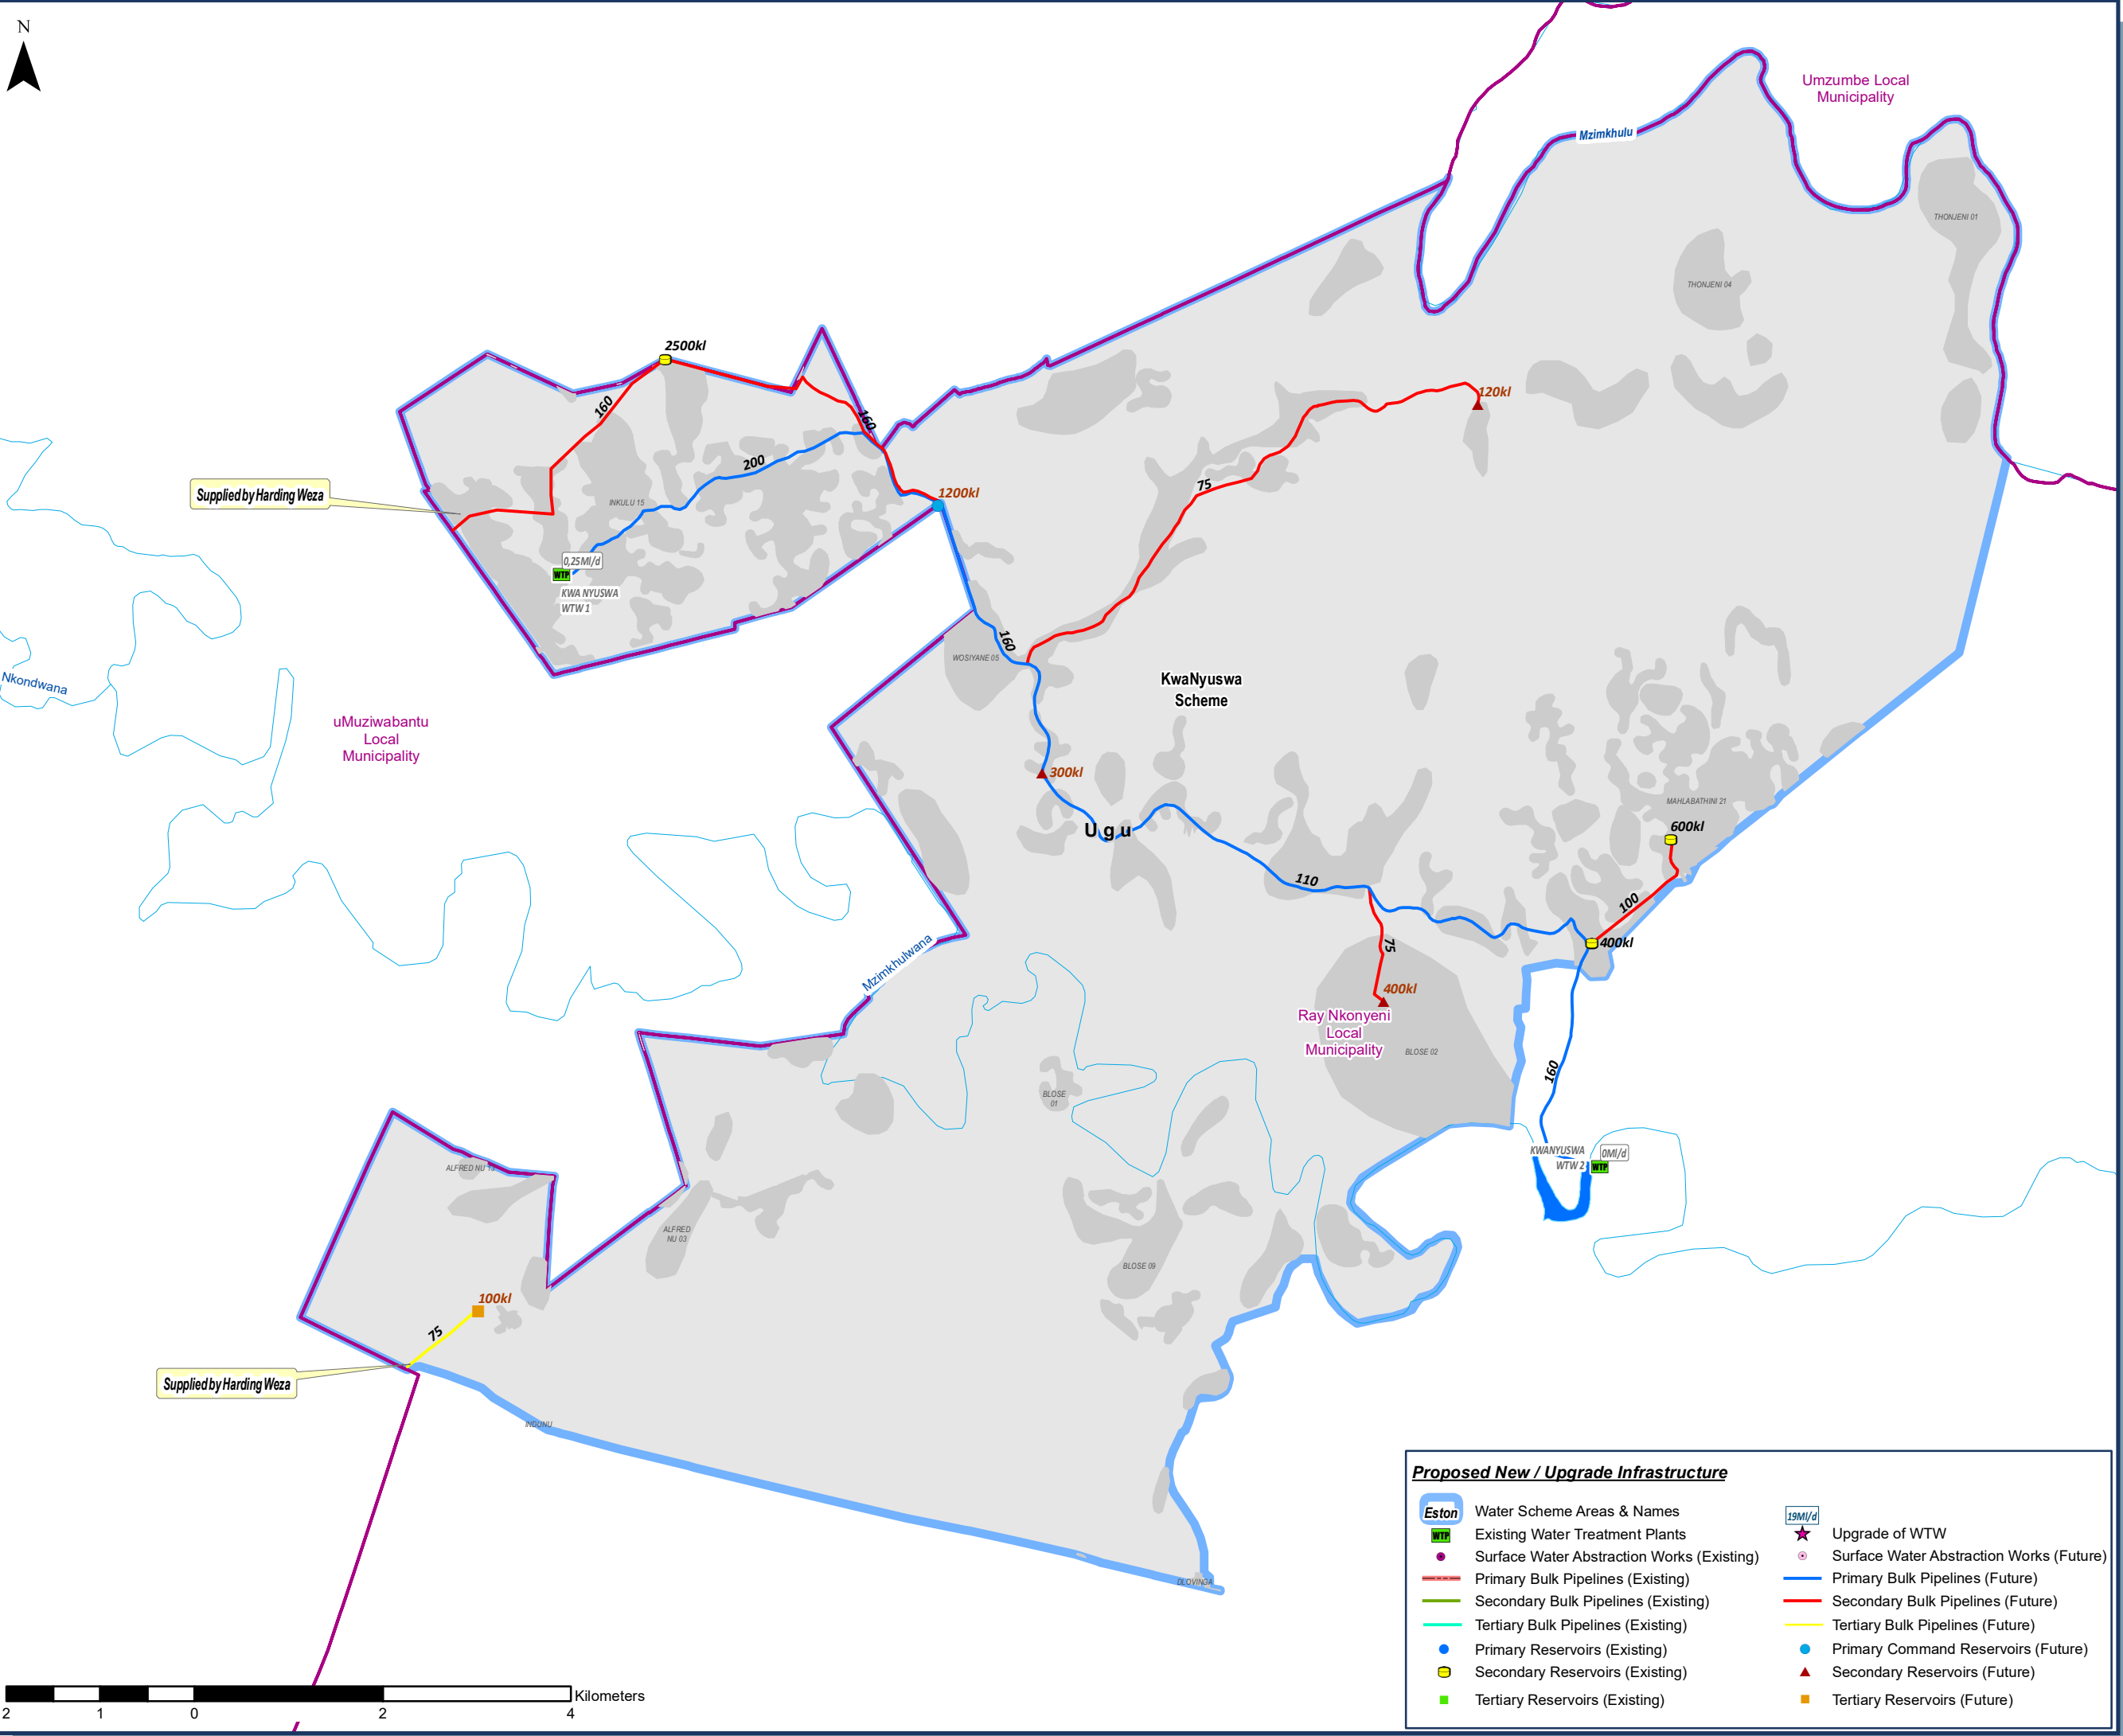 N
Umzumbe Local
Municipality
Mzimkhulu
THONJENI 01
THONJENI 04
2500kl
160
120kl
160
200
75
Supplied by Harding Weza
1200kl
INKULU 15
0,25Ml/d
WTP
KWA NYUSWA
WTW 1
160
WOSIYANE 05
KwaNyuswa
Scheme
Nkondwana
uMuziwabantu
Local
Municipality
300kl
MAHLABATHINI 21
600kl
Ugu
110
100
400kl
75
Mzimkhulwana
400kl
Ray Nkonyeni
Local
Municipality
BLOSE 02
160
BLOSE
01
KWANYUSWA
WTW 2
0Ml/d
WTP
ALFRED NU
ALFRED
NU 03
BLOSE 09
100kl
75
Supplied by Harding Weza
INDUNU
DLOVINGA
Proposed New / Upgrade Infrastructure
Eston Water Scheme Areas & Names
19Ml/d
WTP Existing Water Treatment Plants
Upgrade of WTW
Surface Water Abstraction Works (Existing)
Surface Water Abstraction Works (Future)
Primary Bulk Pipelines (Existing)
Primary Bulk Pipelines (Future)
Secondary Bulk Pipelines (Existing)
Secondary Bulk Pipelines (Future)
Tertiary Bulk Pipelines (Existing)
Tertiary Bulk Pipelines (Future)
Primary Reservoirs (Existing)
Primary Command Reservoirs (Future)
Secondary Reservoirs (Existing)
Secondary Reservoirs (Future)
Tertiary Reservoirs (Existing)
Tertiary Reservoirs (Future)
Kilometers
2 1 0 2 4